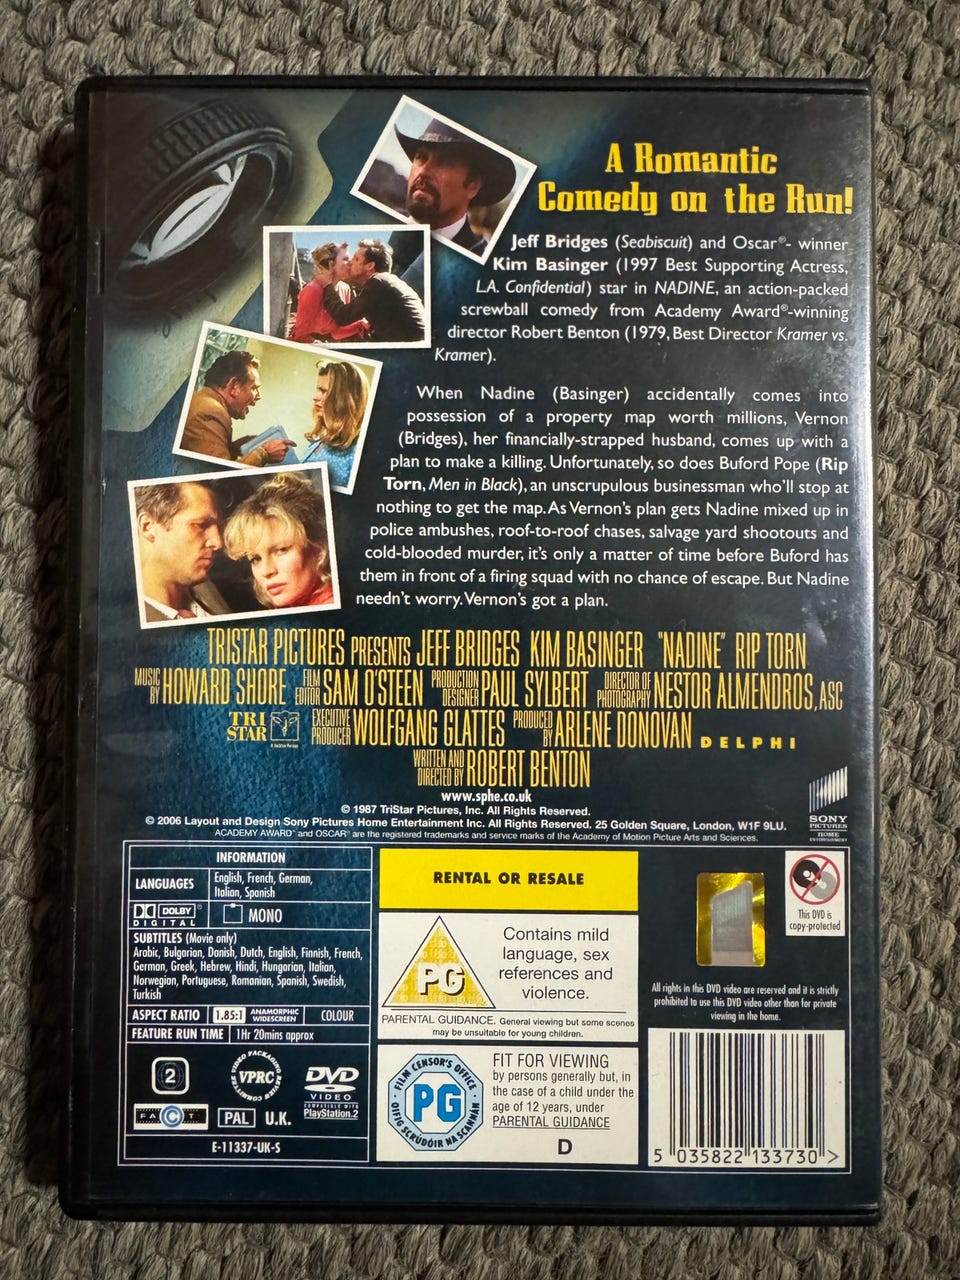 A Romantic
Comedy on the Run!
Jeff Bridges (Seabiscuit) and Oscar®- winner
Kim Basinger (1997 Best Supporting Actress,
L.A. Confidential) star in NADINE, an action-packed
screwball comedy from Academy Award®-winning
director Robert Benton (1979, Best Director Kramer vs.
Kramer).
When Nadine (Basinger) accidentally comes into
possession of a property map worth millions, Vernon
(Bridges), her financially-strapped husband, comes up with a
plan to make a killing. Unfortunately, so does Buford Pope (Rip
Torn, Men in Black), an unscrupulous businessman who'll stop at
nothing to get the map. As Vernon's plan gets Nadine mixed up in
police ambushes, roof-to-roof chases, salvage yard shootouts and
cold-blooded murder, it's only a matter of time before Buford has
them in front of a firing squad with no chance of escape. But Nadine
needn't worry. Vernon's got a plan.
TRISTAR PICTURES PRESENTS JEFF BRIDGES KIM BASINGER "NADINE" RIP TORN
MUSIC BY HOWARD SHORE FILM EDITOR SAM O'STEEN PRODUCTION DESIGNER PAUL SYLBERT DIRECTOR OF PHOTOGRAPHY NESTOR ALMENDROS, ASC
TRI STAR EXECUTIVE PRODUCER WOLFGANG GLATTES PRODUCED BY ARLENE DONOVAN DELPHI
WRITTEN AND DIRECTED BY ROBERT BENTON
www.sphe.co.uk
© 1987 TriStar Pictures, Inc. All Rights Reserved.
© 2006 Layout and Design Sony Pictures Home Entertainment Inc. All Rights Reserved. 25 Golden Square, London, W1F 9LU.
ACADEMY AWARD® and OSCAR® are the registered trademarks and service marks of the Academy of Motion Picture Arts and Sciences.
SONY
PICTURES
HOME
ENTERTAINMENT
INFORMATION
LANGUAGES English, French, German,
Italian, Spanish
DOLBY®
DIGITAL
MONO
SUBTITLES (Movie only)
Arabic, Bulgarian, Danish, Dutch, English, Finnish, French,
German, Greek, Hebrew, Hindi, Hungarian, Italian,
Norwegian, Portuguese, Romanian, Spanish, Swedish,
Turkish
ASPECT RATIO 1.85:1 ANAMORPHIC WIDESCREEN COLOUR
FEATURE RUN TIME 1Hr 20mins approx
2
VIDEO PACKAGING REVIEW COMMITTEE
VPRC
DVD
VIDEO
COMPATIBLE WITH
PlayStation.2
FACT
PAL U.K.
E-11337-UK-S
RENTAL OR RESALE
PG
Contains mild
language, sex
references and
violence.
PARENTAL GUIDANCE. General viewing but some scenes
may be unsuitable for young children.
FILM CENSOR'S OFFICE
PG
OIFIG SCRÚDÓIR NA SCANNÁN
FIT FOR VIEWING
by persons generally but, in
the case of a child under the
age of 12 years, under
PARENTAL GUIDANCE
D
This DVD is
copy-protected
All rights in this DVD video are reserved and it is strictly
prohibited to use this DVD video other than for private
viewing in the home.
5 035822 133730 >